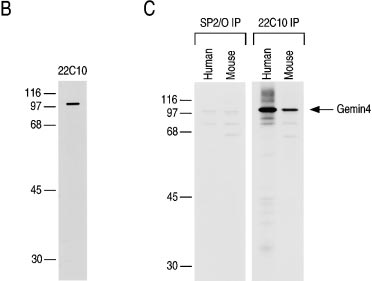 B
22C10
116
97
68
45
30
C
SP2/O IP
22C10 IP
Human
Mouse
Human
Mouse
116
97
68
45
30
Gemin4